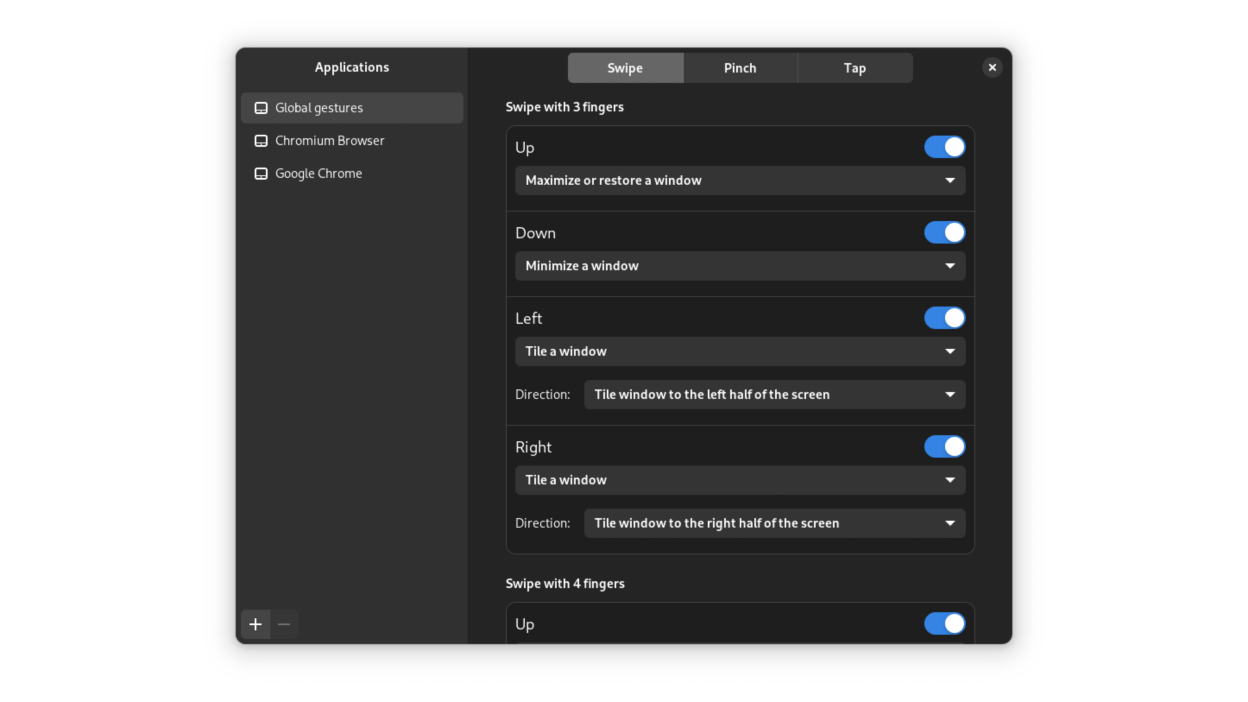 Applications
Swipe
Pinch
Tap
Global gestures
Chromium Browser
Google Chrome
Swipe with 3 fingers
Up
Maximize or restore a window
Down
Minimize a window
Left
Tile a window
Direction: Tile window to the left half of the screen
Right
Tile a window
Direction: Tile window to the right half of the screen
Swipe with 4 fingers
Up